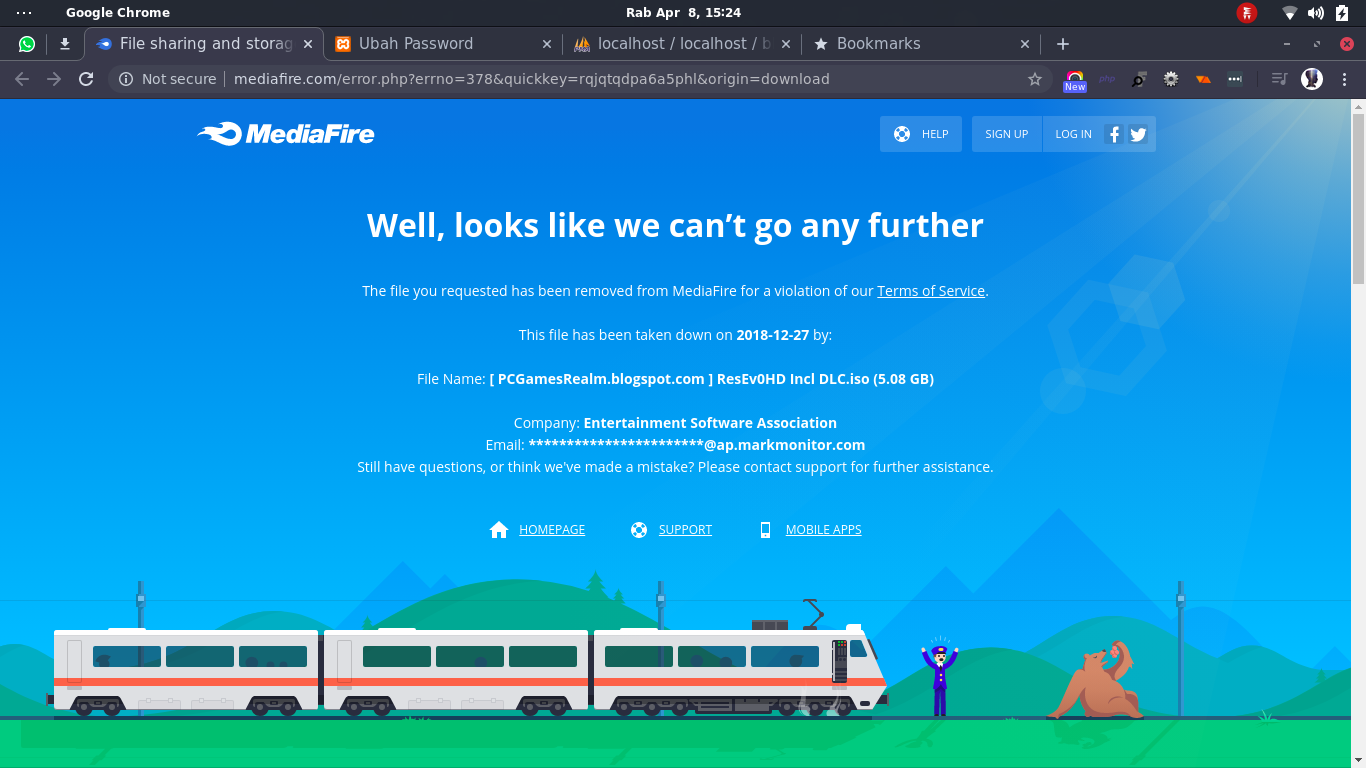 Google Chrome
Rab Apr 8, 15:24
File sharing and storag
Ubah Password
localhost / localhost / b
Bookmarks
Not secure
mediafire.com/error.php?errno=378&quickkey=rqjqtqdpa6a5phl&origin=download
php
New
MediaFire
HELP
SIGN UP
LOG IN
Well, looks like we can’t go any further
The file you requested has been removed from MediaFire for a violation of our Terms of Service.
This file has been taken down on 2018-12-27 by:
File Name: [ PCGamesRealm.blogspot.com ] ResEv0HD Incl DLC.iso (5.08 GB)
Company: Entertainment Software Association
Email: ***********************@ap.markmonitor.com
Still have questions, or think we've made a mistake? Please contact support for further assistance.
HOMEPAGE
SUPPORT
MOBILE APPS